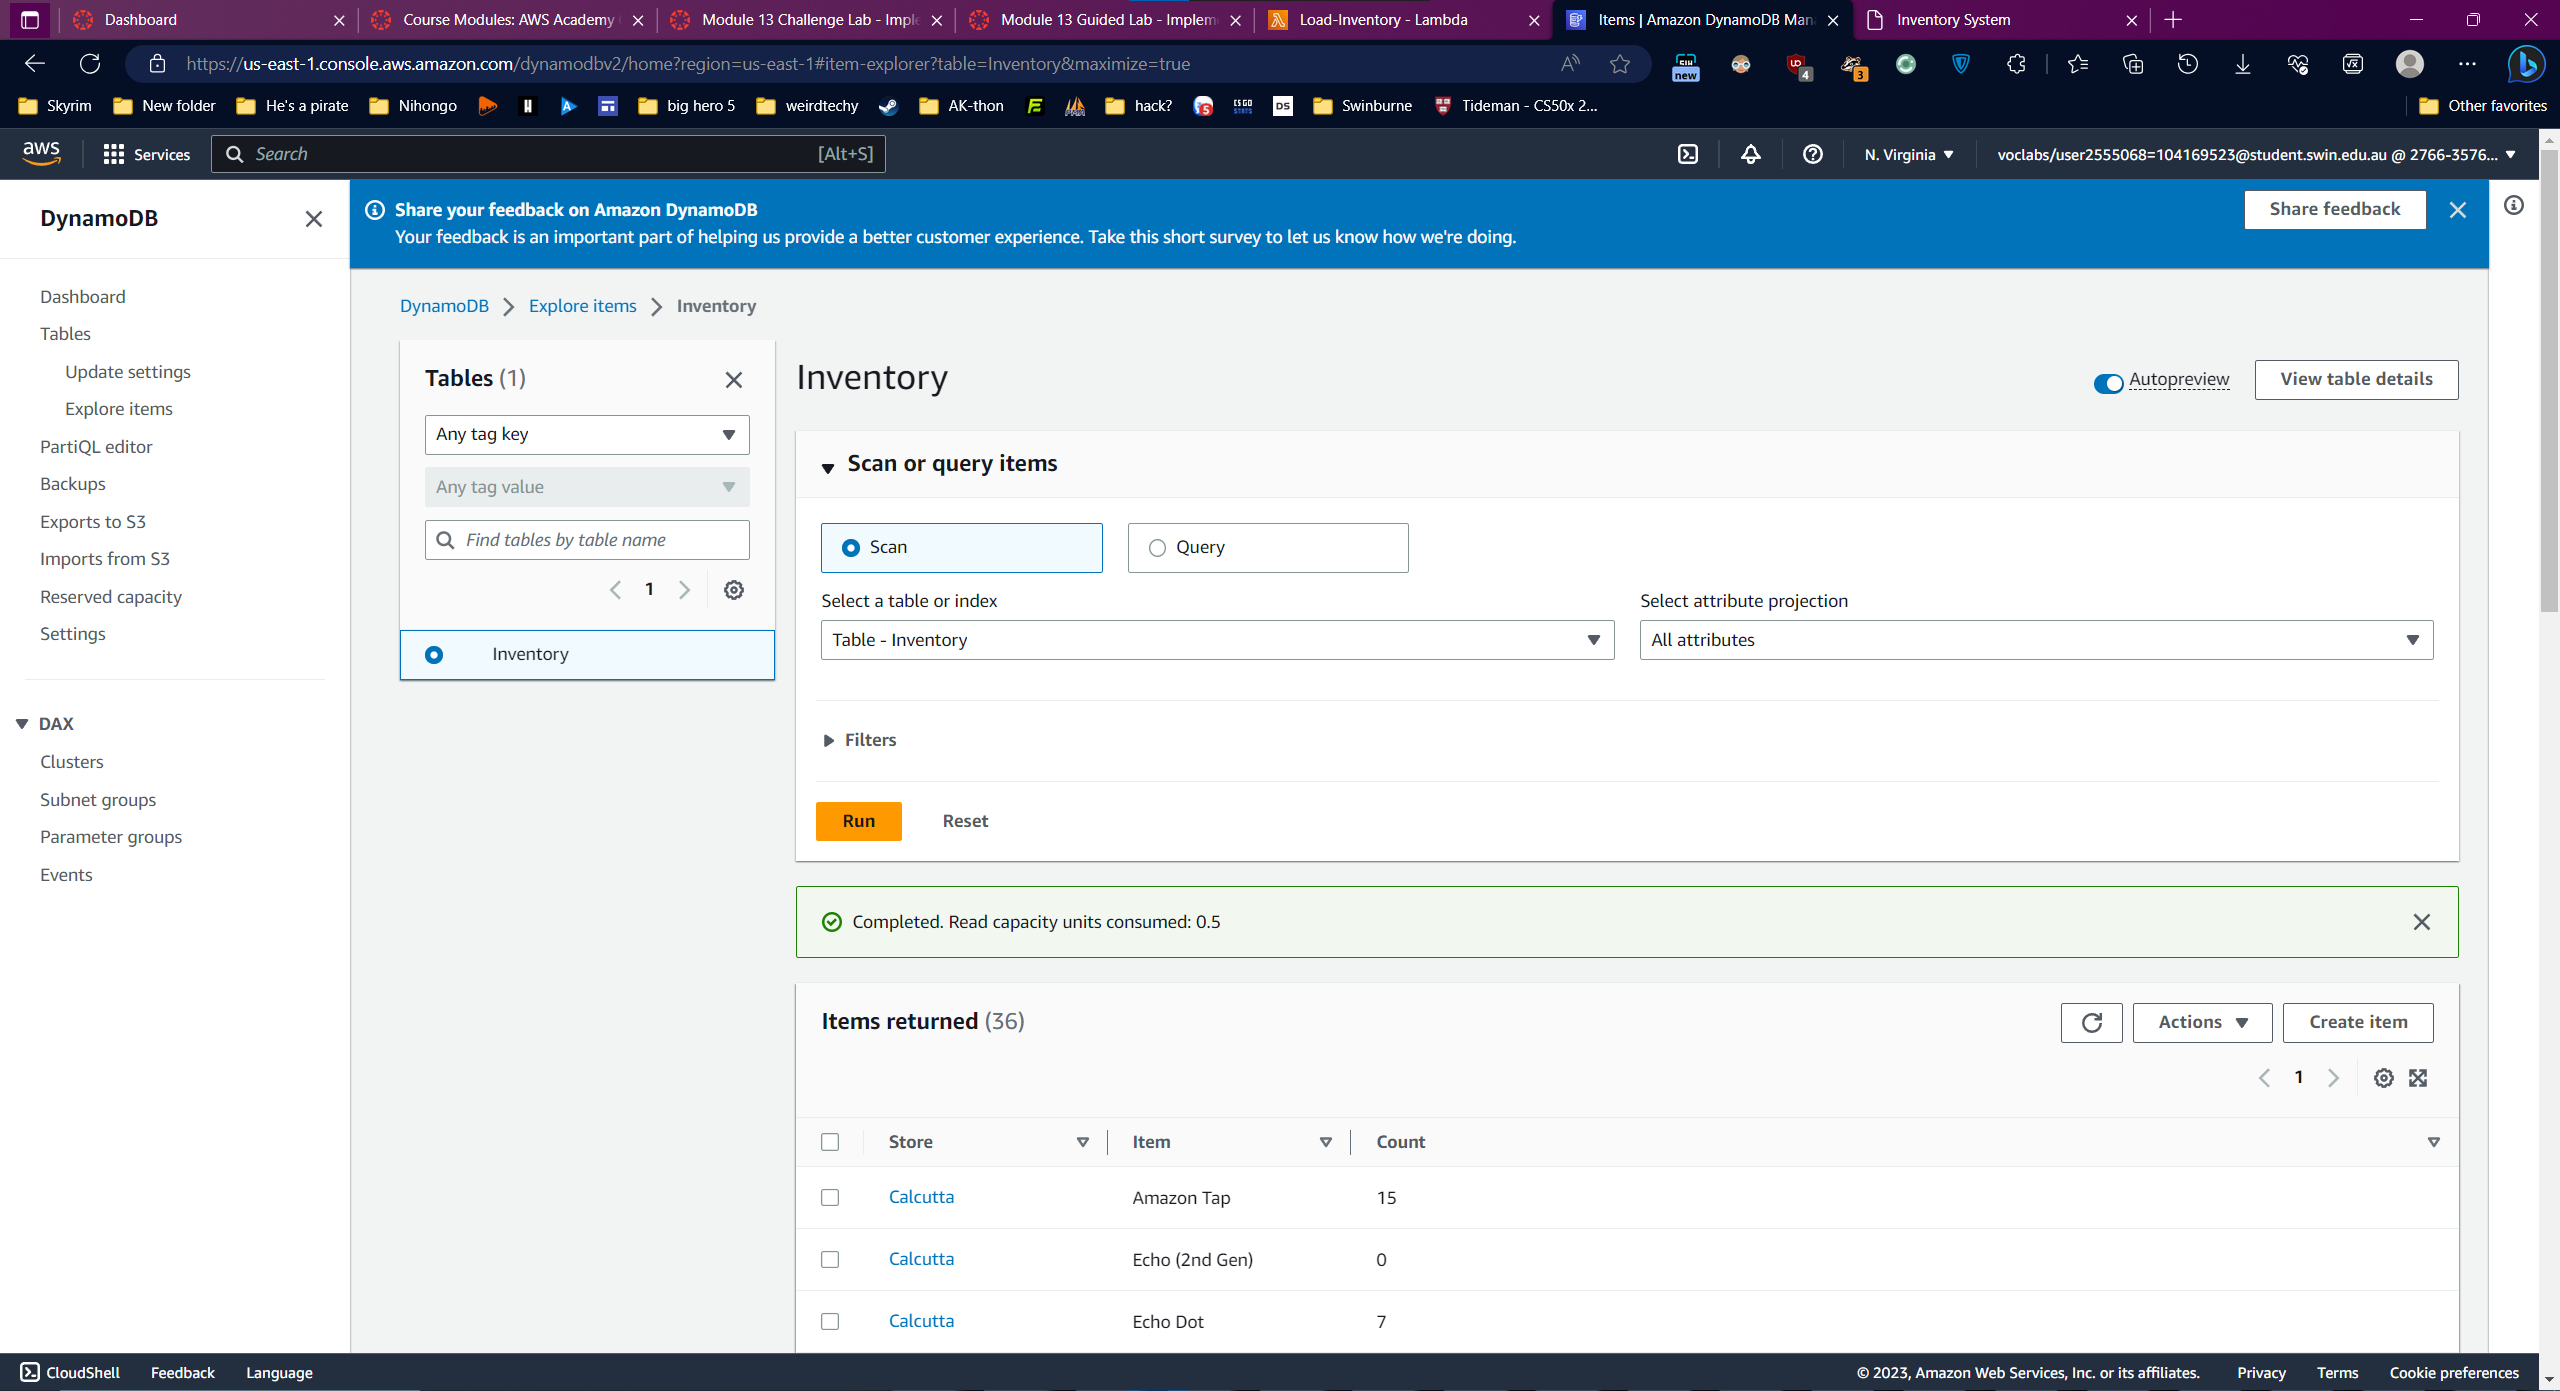 Dashboard
Course Modules: AWS Academy
Module 13 Challenge Lab - Imple
Module 13 Guided Lab - Implem
Load-Inventory - Lambda
Items | Amazon DynamoDB Man
Inventory System
https://us-east-1.console.aws.amazon.com/dynamodbv2/home?region=us-east-1#item-explorer?table=Inventory&maximize=true
new
4
3
Skyrim
New folder
He's a pirate
Nihongo
big hero 5
weirdtechy
AK-thon
hack?
DS
Swinburne
Tideman - CS50x 2...
Other favorites
aws
Services
Search
[Alt+S]
N. Virginia
voclabs/user2555068=104169523@student.swin.edu.au @ 2766-3576...
DynamoDB
Share your feedback on Amazon DynamoDB
Your feedback is an important part of helping us provide a better customer experience. Take this short survey to let us know how we're doing.
Share feedback
Dashboard
Tables
Update settings
Explore items
PartiQL editor
Backups
Exports to S3
Imports from S3
Reserved capacity
Settings
DAX
Clusters
Subnet groups
Parameter groups
Events
DynamoDB
Explore items
Inventory
Tables (1)
Any tag key
Any tag value
Find tables by table name
1
Inventory
Inventory
Autopreview
View table details
Scan or query items
Scan
Query
Select a table or index
Table - Inventory
Select attribute projection
All attributes
Filters
Run
Reset
Completed. Read capacity units consumed: 0.5
Items returned (36)
Actions
Create item
1
Store
Item
Count
Calcutta
Amazon Tap
15
Calcutta
Echo (2nd Gen)
0
Calcutta
Echo Dot
7
CloudShell
Feedback
Language
© 2023, Amazon Web Services, Inc. or its affiliates.
Privacy
Terms
Cookie preferences